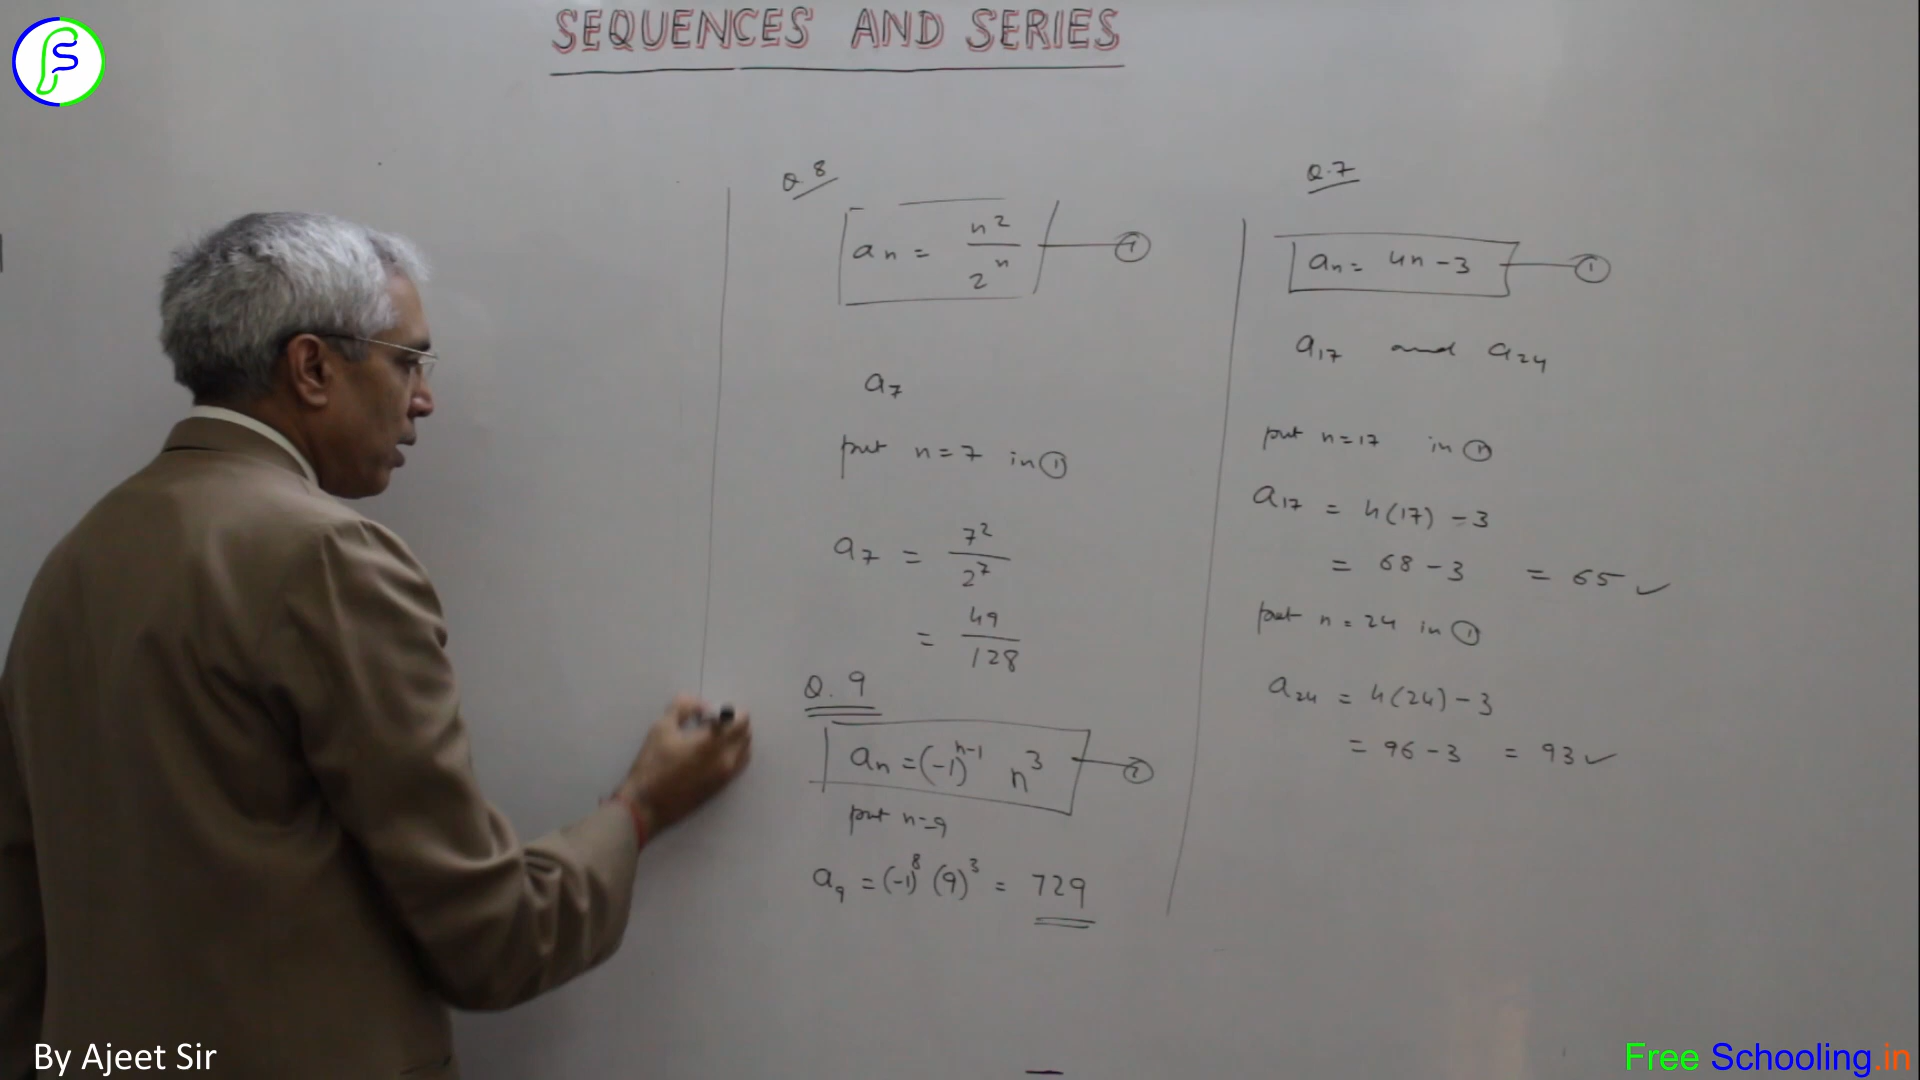 SEQUENCES AND SERIES
Q.8
aₙ = n²/2ⁿ ①
a₇
put n=7 in ①
a₇ = 7²/2⁷
= 49/128
Q. 9
aₙ = (-1)ⁿ⁻¹ n³ ①
put n=9
a₉ = (-1)⁸ (9)³ = 729
Q.7
aₙ = 4n-3 ①
a₁₇ and a₂₄
put n=17 in ①
a₁₇ = 4(17) -3
= 68-3 = 65 ✓
put n=24 in ①
a₂₄ = 4(24)-3
= 96-3 = 93 ✓
By Ajeet Sir
Free Schooling.in